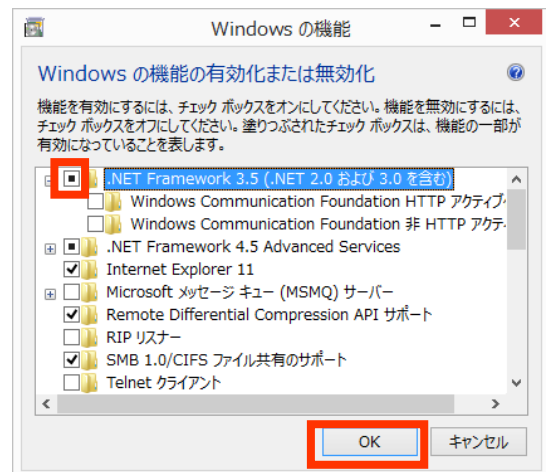 Windows の機能
Windows の機能の有効化または無効化
機能を有効にするには、チェック ボックスをオンにしてください。機能を無効にするには、
チェック ボックスをオフにしてください。塗りつぶされたチェック ボックスは、機能の一部が
有効になっていることを表します。
.NET Framework 3.5 (.NET 2.0 および 3.0 を含む)
Windows Communication Foundation HTTP アクティブ
Windows Communication Foundation 非 HTTP アクテ
.NET Framework 4.5 Advanced Services
Internet Explorer 11
Microsoft メッセージ キュー (MSMQ) サーバー
Remote Differential Compression API サポート
RIP リスナー
SMB 1.0/CIFS ファイル共有のサポート
Telnet クライアント
OK
キャンセル